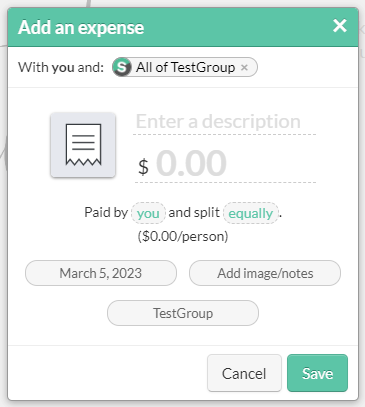 Add an expense ×
With you and: S All of TestGroup ×
Enter a description
$ 0.00
Paid by you and split equally.
($0.00/person)
March 5, 2023 Add image/notes
TestGroup
Cancel Save